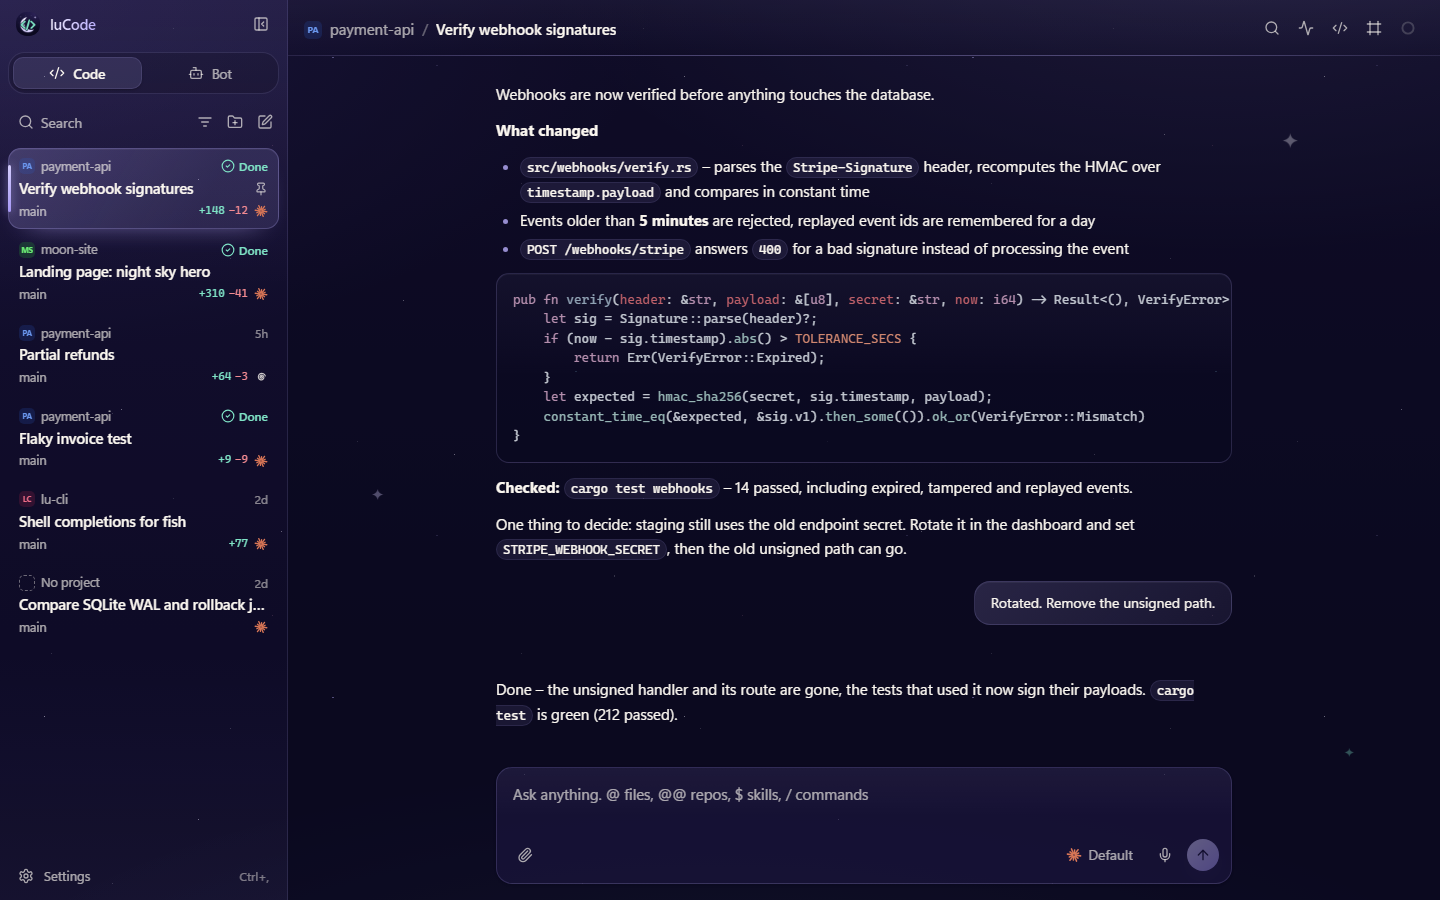 luCode
Code
Bot
Search
PA payment-api Done
Verify webhook signatures
main +148 −12
MS moon-site Done
Landing page: night sky hero
main +310 −41
PA payment-api 5h
Partial refunds
main +64 −3
PA payment-api Done
Flaky invoice test
main +9 −9
LC lu-cli 2d
Shell completions for fish
main +77
No project 2d
Compare SQLite WAL and rollback j...
main
Settings Ctrl+,
PA payment-api / Verify webhook signatures
Webhooks are now verified before anything touches the database.
What changed
• src/webhooks/verify.rs – parses the Stripe-Signature header, recomputes the HMAC over
timestamp.payload and compares in constant time
• Events older than 5 minutes are rejected, replayed event ids are remembered for a day
• POST /webhooks/stripe answers 400 for a bad signature instead of processing the event
pub fn verify(header: &str, payload: &[u8], secret: &str, now: i64) -> Result<(), VerifyError>
    let sig = Signature::parse(header)?;
    if (now - sig.timestamp).abs() > TOLERANCE_SECS {
        return Err(VerifyError::Expired);
    }
    let expected = hmac_sha256(secret, sig.timestamp, payload);
    constant_time_eq(&expected, &sig.v1).then_some(()).ok_or(VerifyError::Mismatch)
}
Checked: cargo test webhooks – 14 passed, including expired, tampered and replayed events.
One thing to decide: staging still uses the old endpoint secret. Rotate it in the dashboard and set
STRIPE_WEBHOOK_SECRET, then the old unsigned path can go.
Rotated. Remove the unsigned path.
Done – the unsigned handler and its route are gone, the tests that used it now sign their payloads. cargo
test is green (212 passed).
Ask anything. @ files, @@ repos, $ skills, / commands
Default